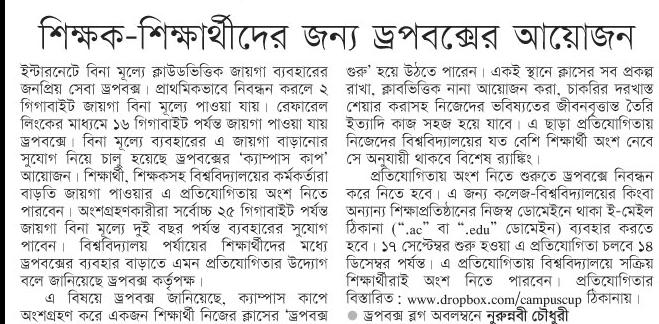 শিক্ষক-শিক্ষার্থীদের জন্য ড্রপবক্সের আয়োজন
ইন্টারনেটে বিনা মূল্যে ক্লাউডভিত্তিক জায়গা ব্যবহারের
জনপ্রিয় সেবা ড্রপবক্স। প্রাথমিকভাবে নিবন্ধন করলে ২
গিগাবাইট জায়গা বিনা মূল্যে পাওয়া যায়। রেফারেল
লিংকের মাধ্যমে ১৬ গিগাবাইট পর্যন্ত জায়গা পাওয়া যায়
ড্রপবক্সে। বিনা মূল্যে ব্যবহারের এ জায়গা বাড়ানোর
সুযোগ নিয়ে চালু হয়েছে ড্রপবক্সের ‘ক্যাম্পাস কাপ’
আয়োজন। শিক্ষার্থী, শিক্ষকসহ বিশ্ববিদ্যালয়ের কর্মকর্তারা
বাড়তি জায়গা পাওয়ার এ প্রতিযোগিতায় অংশ নিতে
পারবেন। অংশগ্রহণকারীরা সর্বোচ্চ ২৫ গিগাবাইট পর্যন্ত
জায়গা বিনা মূল্যে দুই বছর পর্যন্ত ব্যবহারের সুযোগ
পাবেন। বিশ্ববিদ্যালয় পর্যায়ের শিক্ষার্থীদের মধ্যে
ড্রপবক্সের ব্যবহার বাড়াতে এমন প্রতিযোগিতার উদ্যোগ
বলে জানিয়েছে ড্রপবক্স কর্তৃপক্ষ।
এ বিষয়ে ড্রপবক্স জানিয়েছে, ক্যাম্পাস কাপে
অংশগ্রহণ করে একজন শিক্ষার্থী নিজের ক্লাসের ‘ড্রপবক্স
গুরু’ হয়ে উঠতে পারেন। একই স্থানে ক্লাসের সব প্রকল্প
রাখা, ক্লাবভিত্তিক নানা আয়োজন করা, চাকরির দরখাস্ত
শেয়ার করাসহ নিজেদের ভবিষ্যতের জীবনবৃত্তান্ত তৈরি
ইত্যাদি কাজ সহজ হয়ে যাবে। এ ছাড়া প্রতিযোগিতায়
নিজেদের বিশ্ববিদ্যালয়ের যত বেশি শিক্ষার্থী অংশ নেবে
সে অনুযায়ী থাকবে বিশেষ র‍্যাঙ্কিং।
প্রতিযোগিতায় অংশ নিতে শুরুতে ড্রপবক্সে নিবন্ধন
করে নিতে হবে। এ জন্য কলেজ-বিশ্ববিদ্যালয়ের কিংবা
অন্যান্য শিক্ষাপ্রতিষ্ঠানের নিজস্ব ডোমেইনে থাকা ই-মেইল
ঠিকানা (“.ac” বা “.edu” ডোমেইন) ব্যবহার করতে
হবে। ১৭ সেপ্টেম্বর শুরু হওয়া এ প্রতিযোগিতা চলবে ১৪
ডিসেম্বর পর্যন্ত। এ প্রতিযোগিতায় বিশ্ববিদ্যালয়ে সক্রিয়
শিক্ষার্থীরাই অংশ নিতে পারবেন। প্রতিযোগিতার
বিস্তারিত : www.dropbox.com/campuscup ঠিকানায়।
● ড্রপবক্স ব্লগ অবলম্বনে নুরুন্নবী চৌধুরী